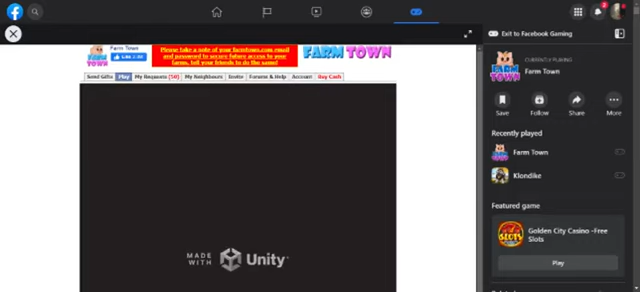 Exit to Facebook Gaming
Farm Town
Like
Please take a note of your farmtown.com email
and password to secure future access to your
farms, tell your friends to do the same!
FARM TOWN
FARM
TOWN
CURRENTLY PLAYING
Farm Town
Send Gifts
Play
My Requests (50)
My Neighbours
Invite
Forums & Help
Account
Buy Cash
Save
Follow
Share
More
Recently played
Farm Town
Klondike
Featured game
SLOTS
Golden City Casino -Free
Slots
Play
MADE
WITH
Unity